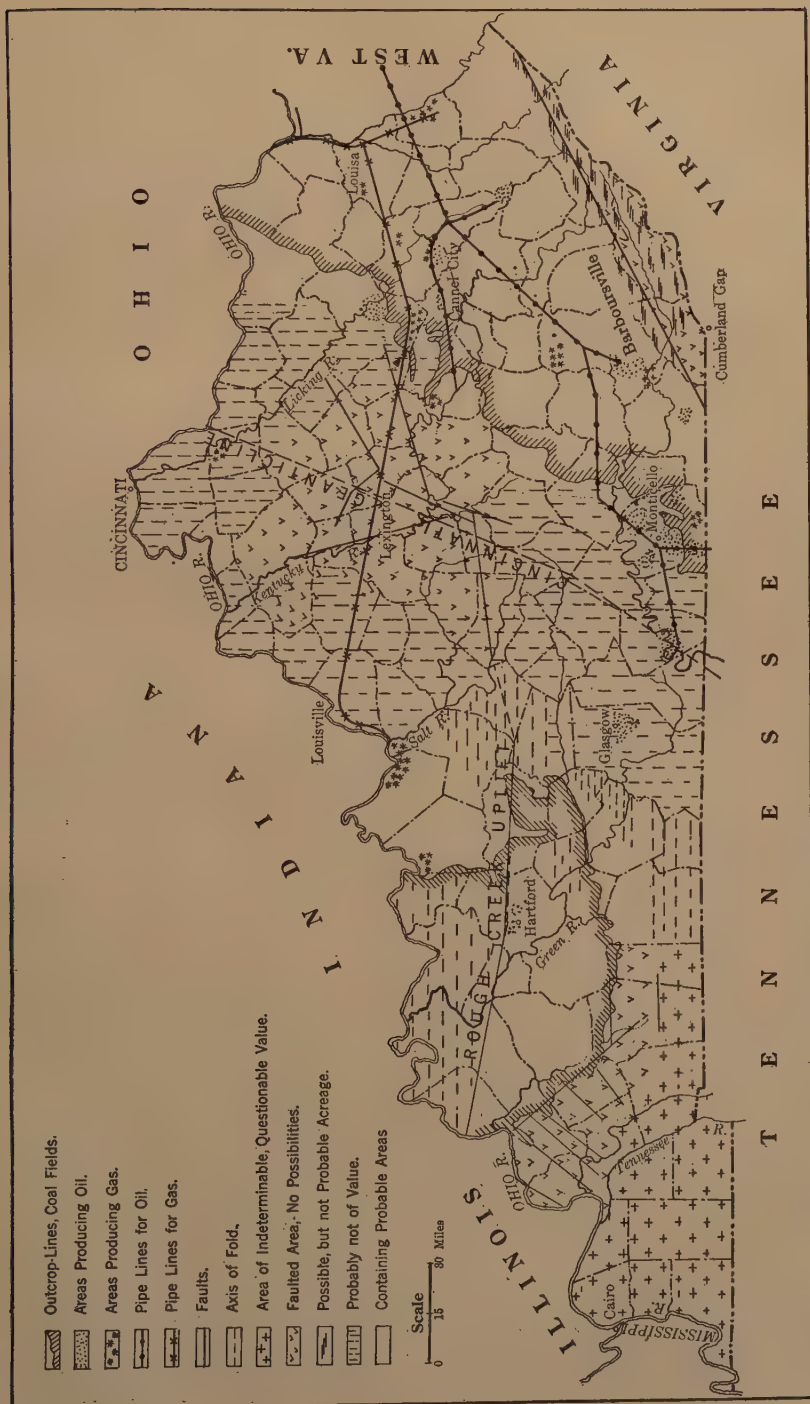 Outcrop-Lines, Coal Fields.
Areas Producing Oil.
Areas Producing Gas.
Pipe Lines for Oil.
Pipe Lines for Gas.
Faults.
Axis of Fold.
Area of Indeterminable, Questionable Value.
Faulted Area,- No Possibilities.
Possible, but not Probable Acreage.
Probably not of Value.
Containing Probable Areas
Scale
0 15 30 Miles
OHIO
INDIANA
ILLINOIS
WEST VA.
VIRGINIA
TENNESSEE
CINCINNATI
OHIO R.
OHIO R.
OHIO R.
Licking R.
Kentucky
Louisa
Cannel City
Lexington
Louisville
Salt R.
CINCINNATI
Barboursville
Cumberland Gap
Monticello
Glasgow
ROUGH CREEK UPLIFT
Hartford
Green R.
Tennessee
R.
Cairo
MISSISSIPPI
R.